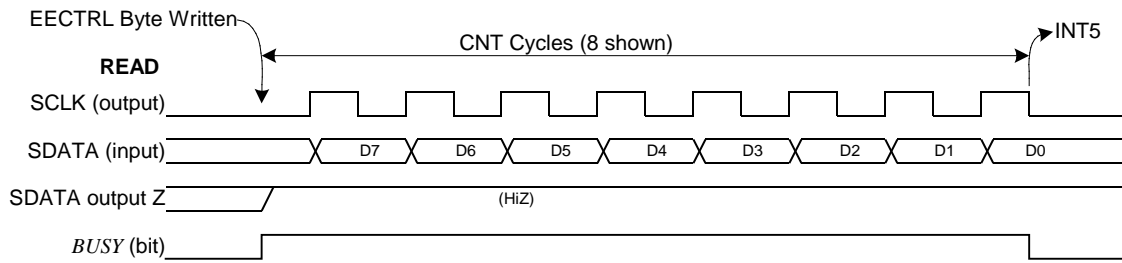 EECTRL Byte Written
CNT Cycles (8 shown)
INT5
READ
SCLK (output)
SDATA (input)
D7 D6 D5 D4 D3 D2 D1 D0
SDATA output Z
(HiZ)
BUSY (bit)